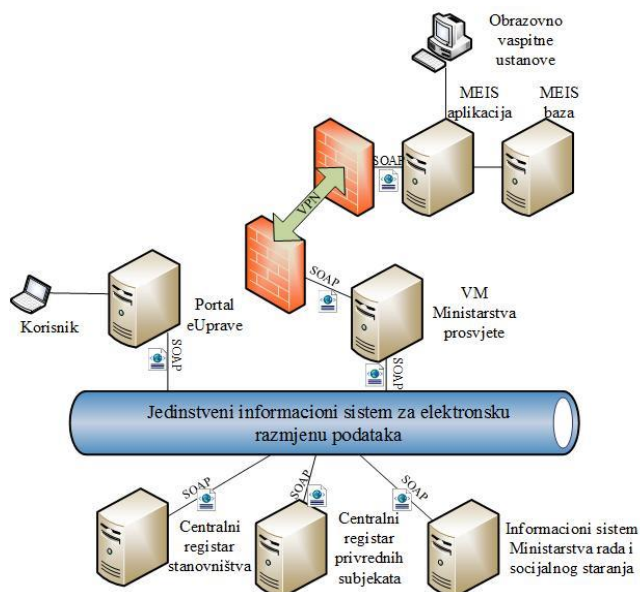 Obrazovno
vaspitne
ustanove
MEIS
aplikacija
MEIS
baza
SOAP
VPN
SOAP
Korisnik
Portal
eUprave
VM
Ministarstva
prosvjete
SOAP
SOAP
Jedinstveni informacioni sistem za elektronsku
razmjenu podataka
SOAP
SOAP
SOAP
Centralni
registar
stanovništva
Centralni
registar
privrednih
subjekata
Informacioni sistem
Ministarstva rada i
socijalnog staranja